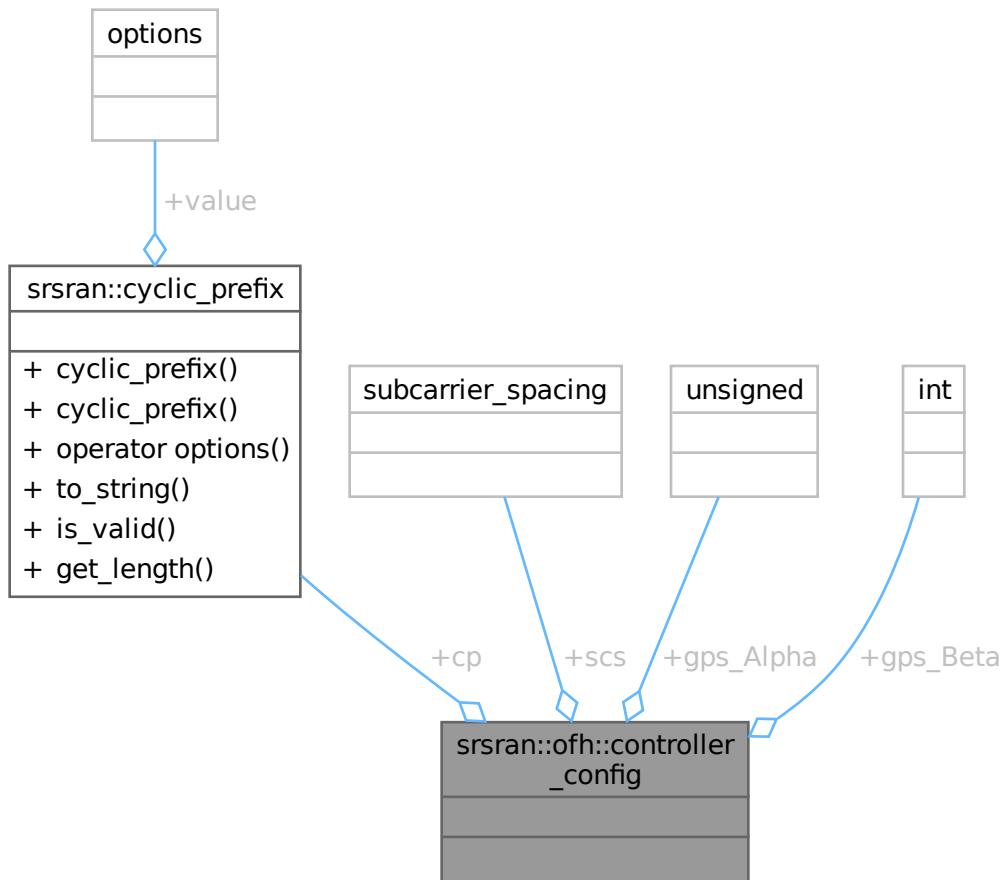 options
+value
srsran::cyclic_prefix
+ cyclic_prefix()
+ cyclic_prefix()
+ operator options()
+ to_string()
+ is_valid()
+ get_length()
subcarrier_spacing
unsigned
int
+cp
+scs
+gps_Alpha
+gps_Beta
srsran::ofh::controller
_config